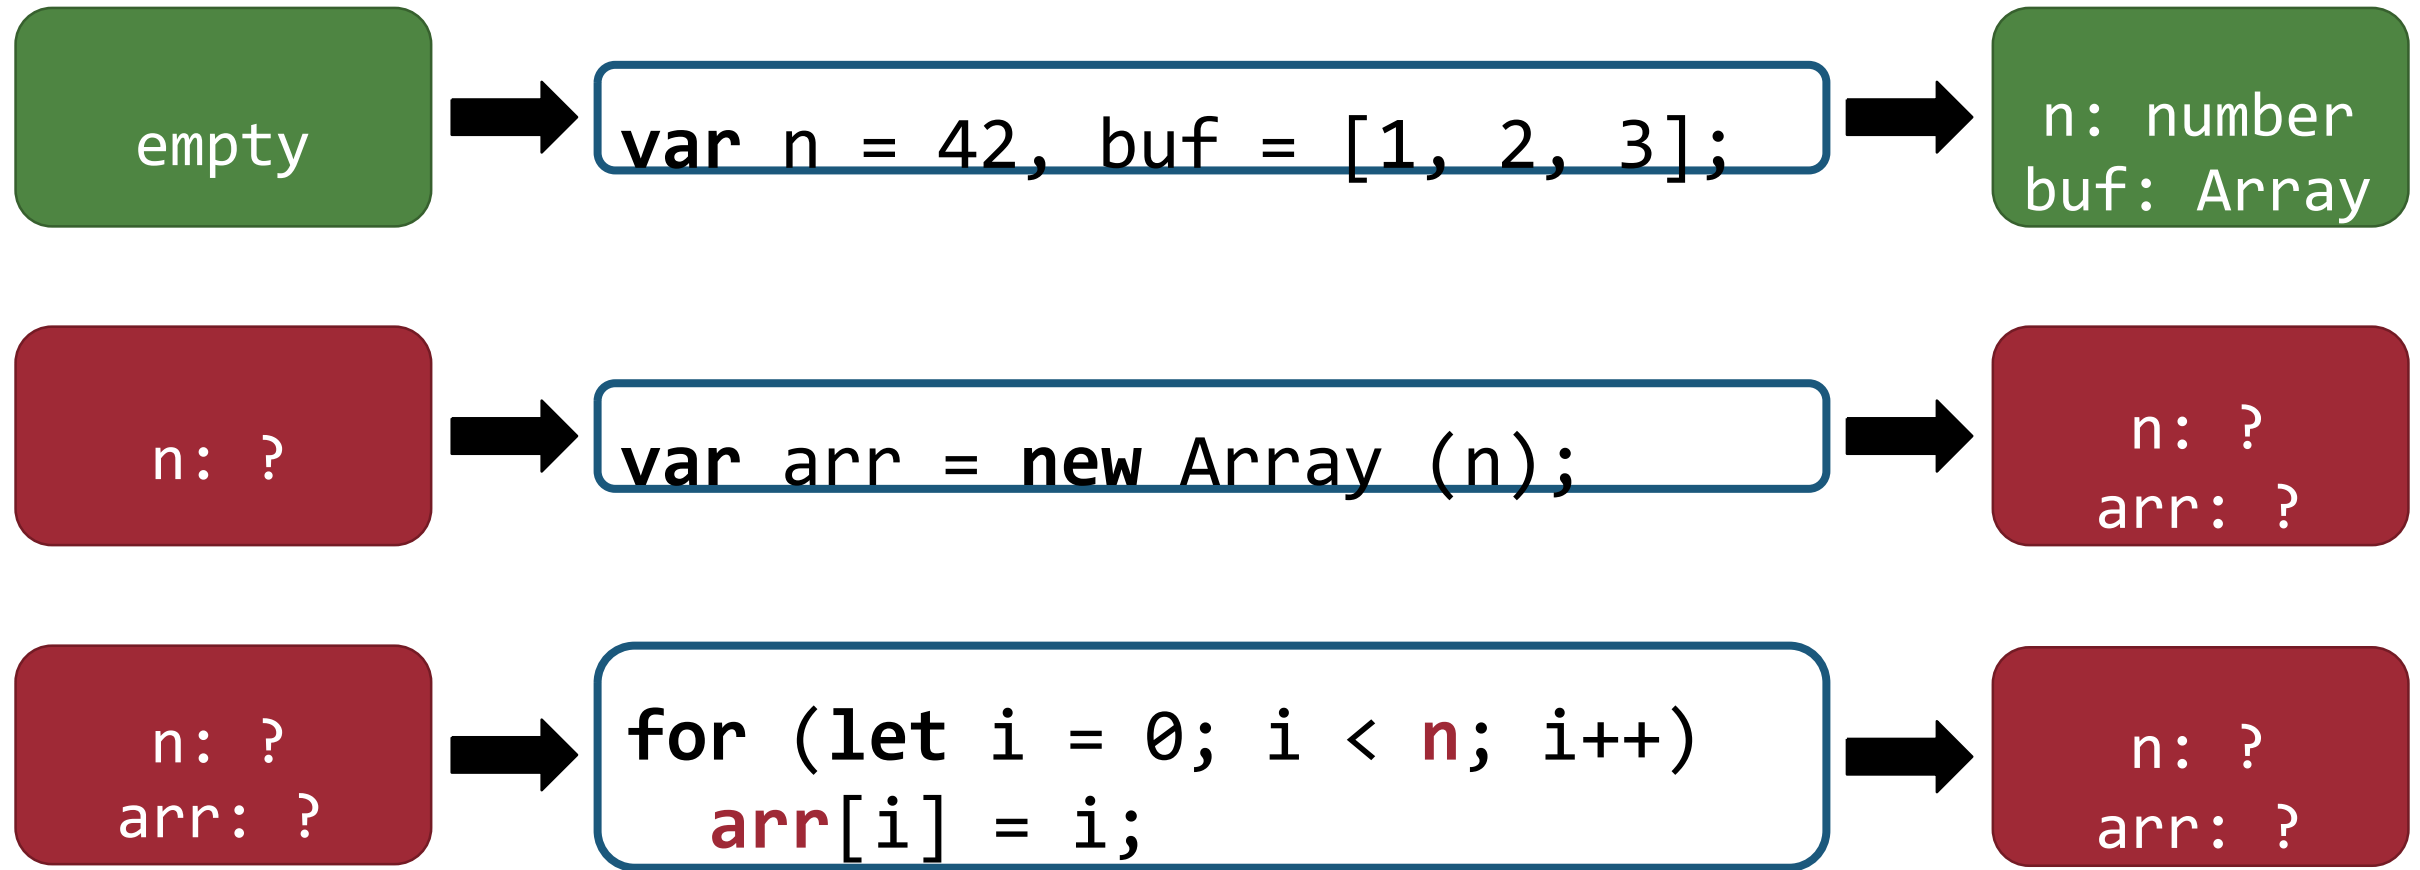 empty
var n = 42, buf = [1, 2, 3];
n: number
buf: Array
n: ?
var arr = new Array (n);
n: ?
arr: ?
n: ?
arr: ?
for (let i = 0; i < n; i++)
arr[i] = i;
n: ?
arr: ?